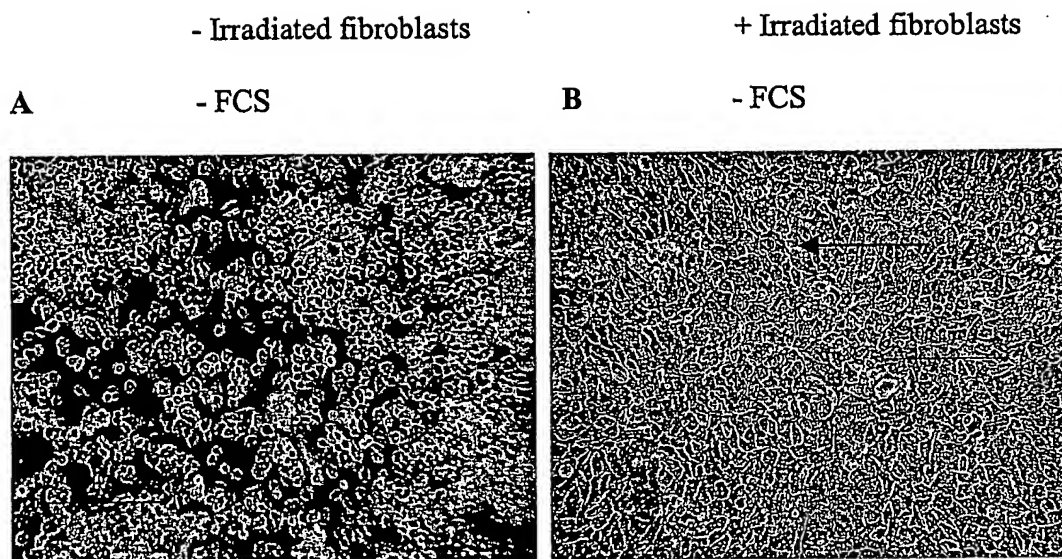 - Irradiated fibroblasts + Irradiated fibroblasts
A - FCS B - FCS